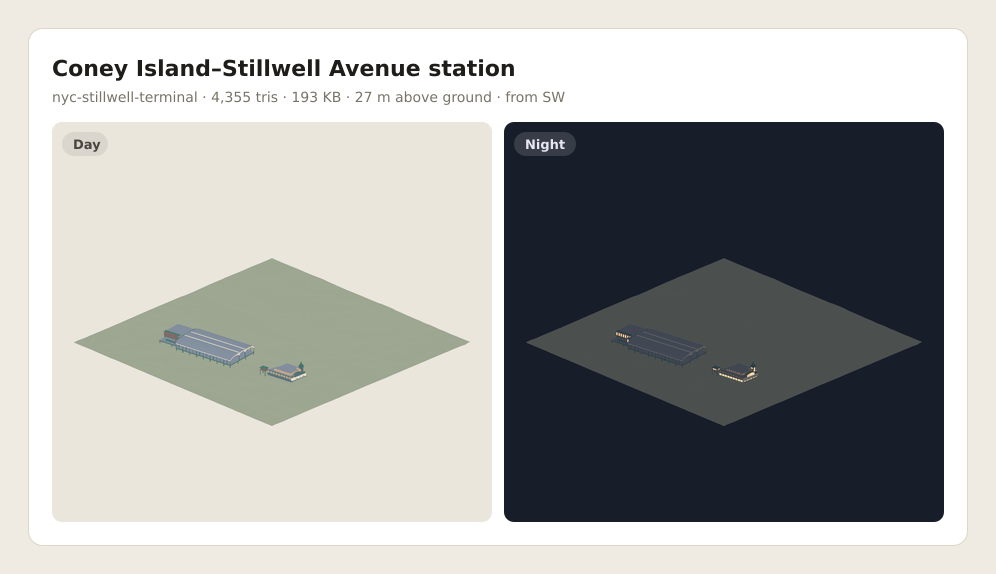 Coney Island–Stillwell Avenue station
nyc-stillwell-terminal · 4,355 tris · 193 KB · 27 m above ground · from SW
Day
Night